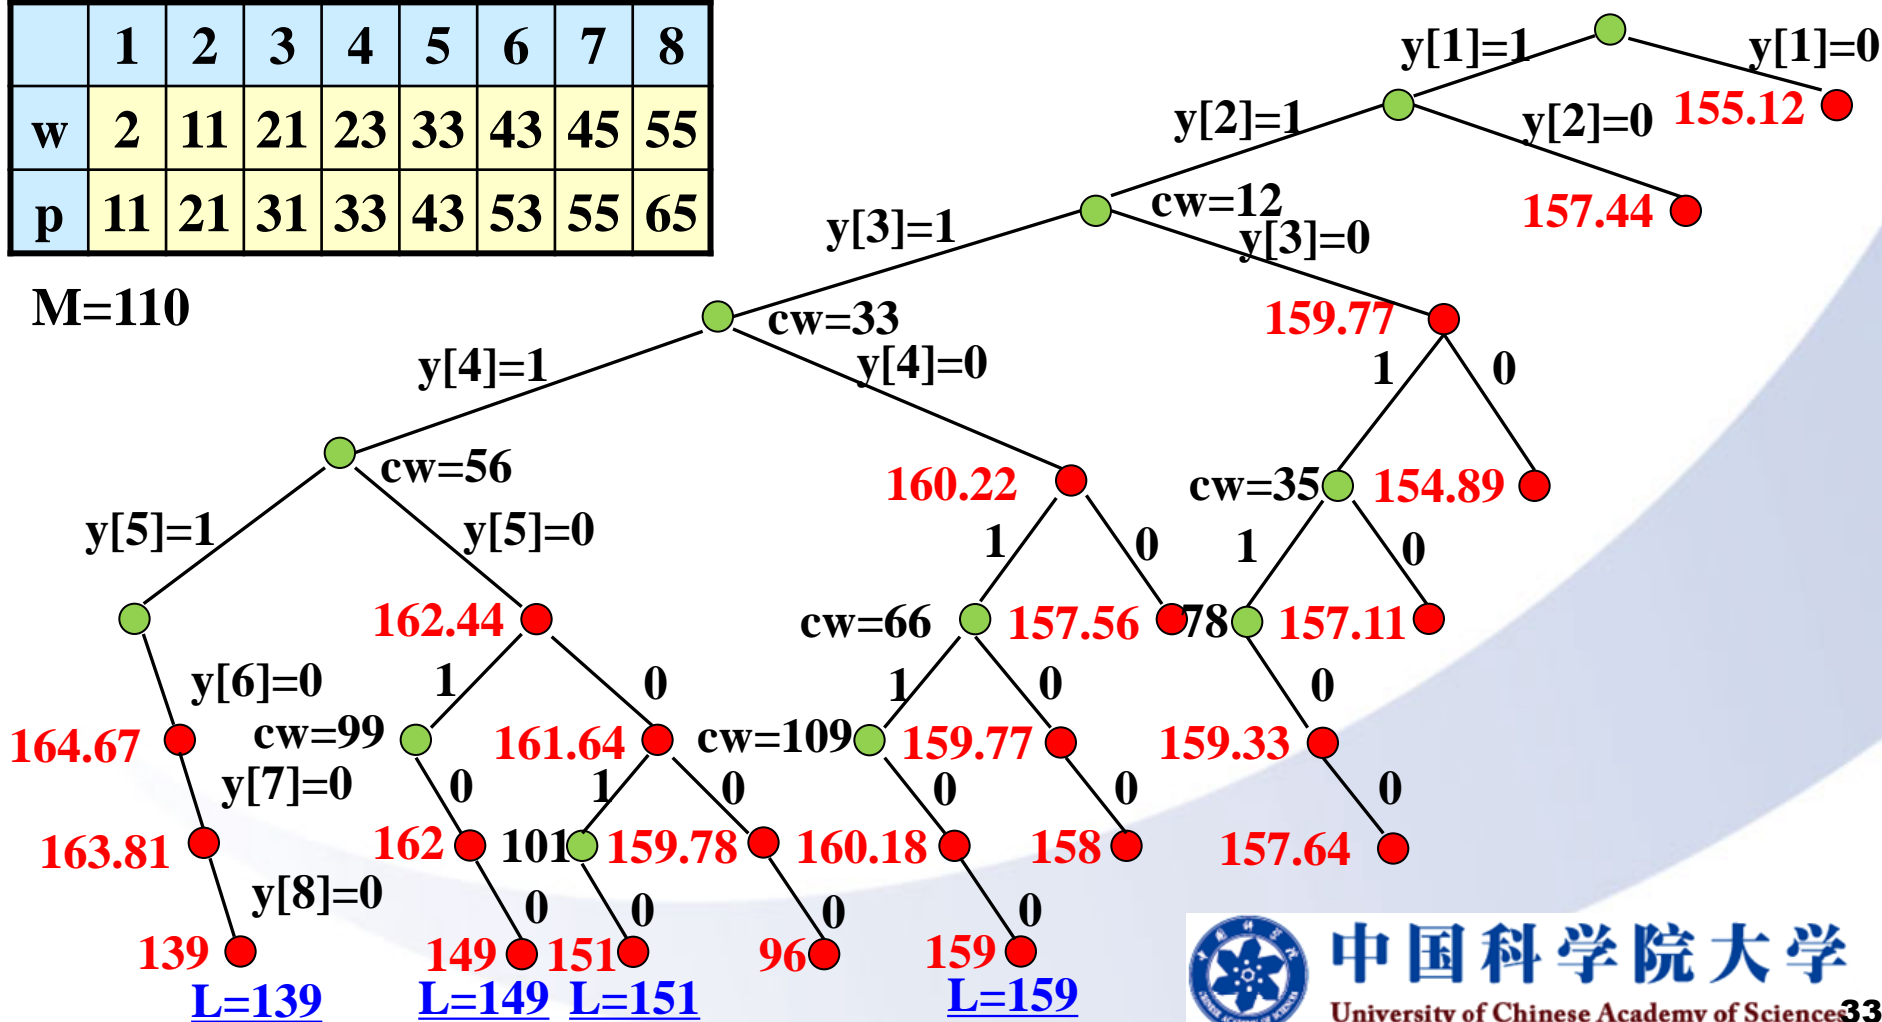 1 2 3 4 5 6 7 8
w 2 11 21 23 33 43 45 55
p 11 21 31 33 43 53 55 65
M=110
y[1]=1 y[1]=0
y[2]=1 y[2]=0 155.12
cw=12 157.44
y[3]=1 y[3]=0
cw=33 159.77
y[4]=1 y[4]=0 1 0
cw=56 160.22 cw=35 154.89
y[5]=1 y[5]=0 1 0 1 0
162.44 cw=66 157.56 78 157.11
y[6]=0 1 0 1 0 0
164.67 cw=99 161.64 cw=109 159.77 159.33
y[7]=0 0 1 0 0 0 0
163.81 162 101 159.78 160.18 158 157.64
y[8]=0 0 0 0 0
139 149 151 96 159
L=139 L=149 L=151 L=159
中国科学院大学
University of Chinese Academy of Sciences 33